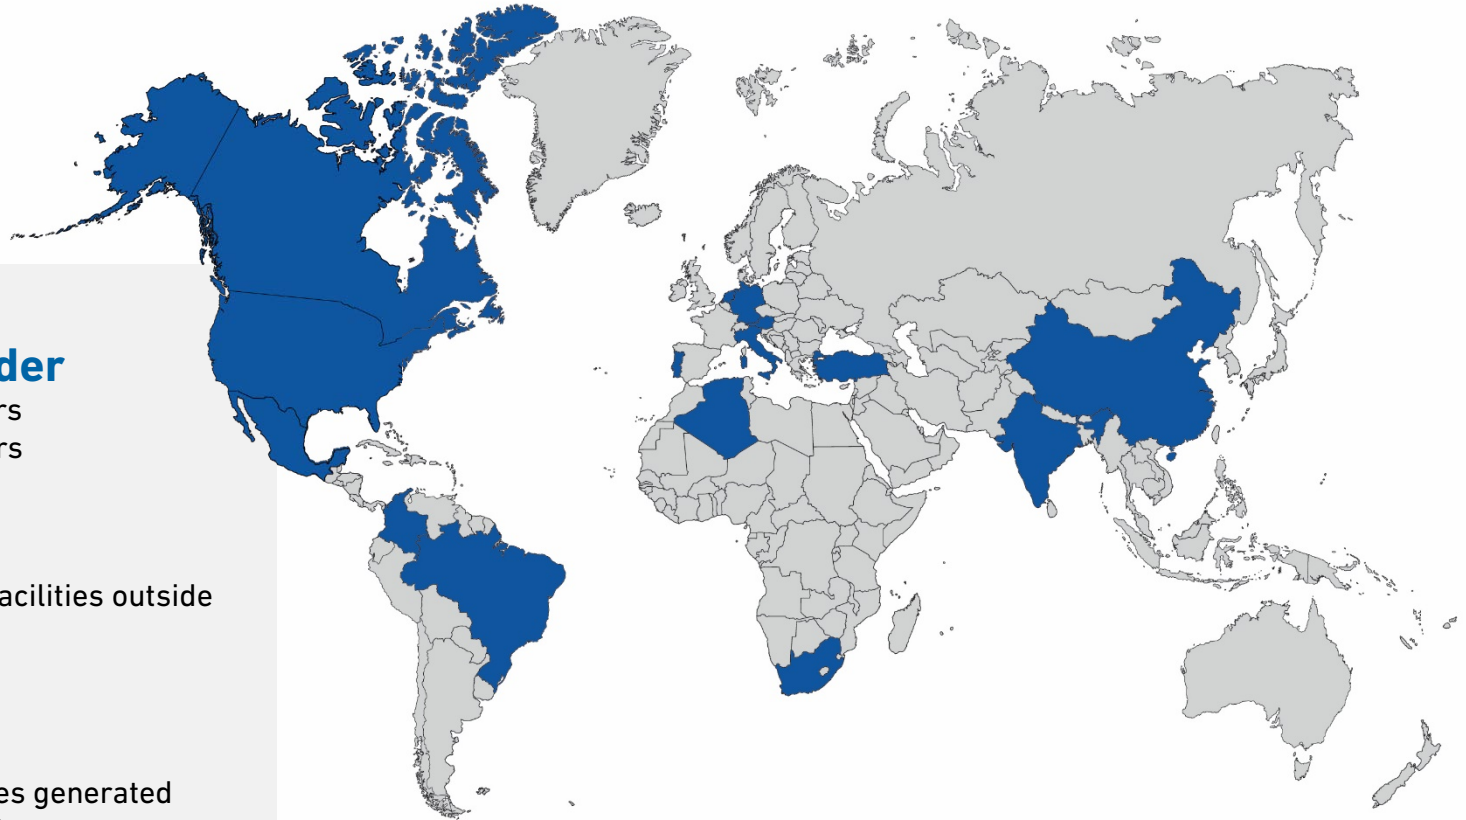 der
rs
rs
acilities outside
es generated